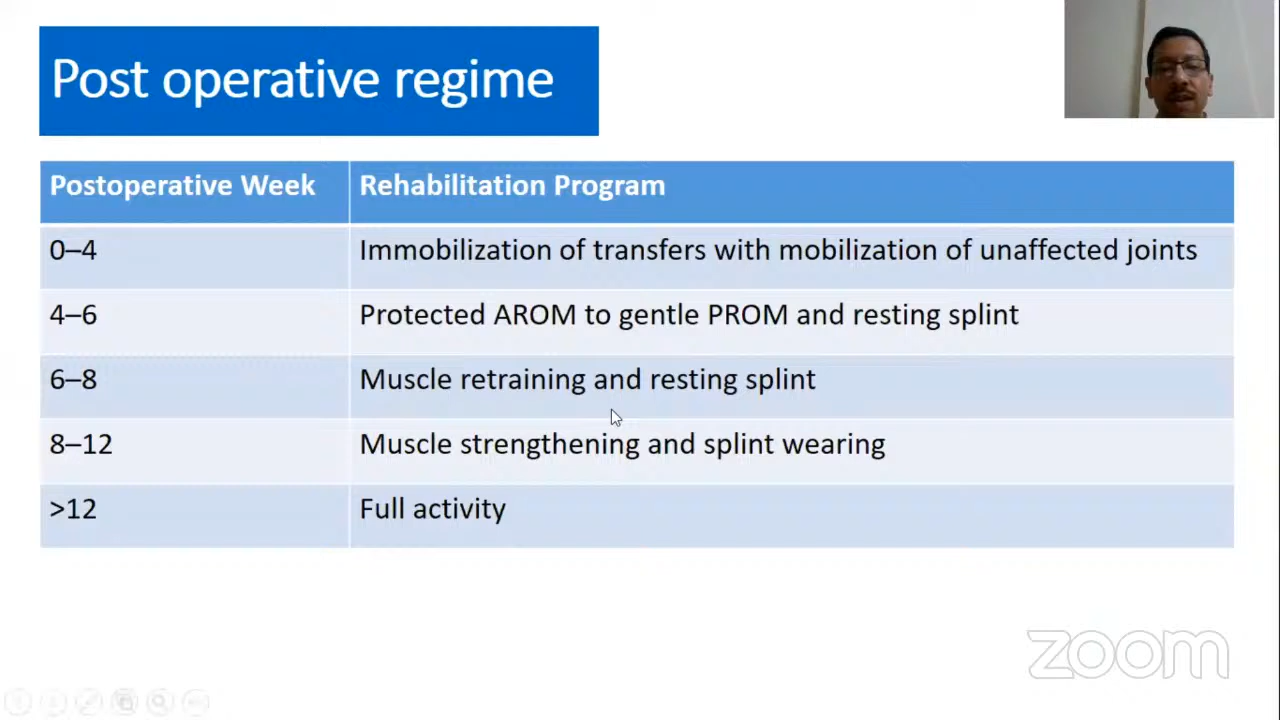 Post operative regime
Postoperative Week Rehabilitation Program
0–4 Immobilization of transfers with mobilization of unaffected joints
4–6 Protected AROM to gentle PROM and resting splint
6–8 Muscle retraining and resting splint
8–12 Muscle strengthening and splint wearing
>12 Full activity
zoom